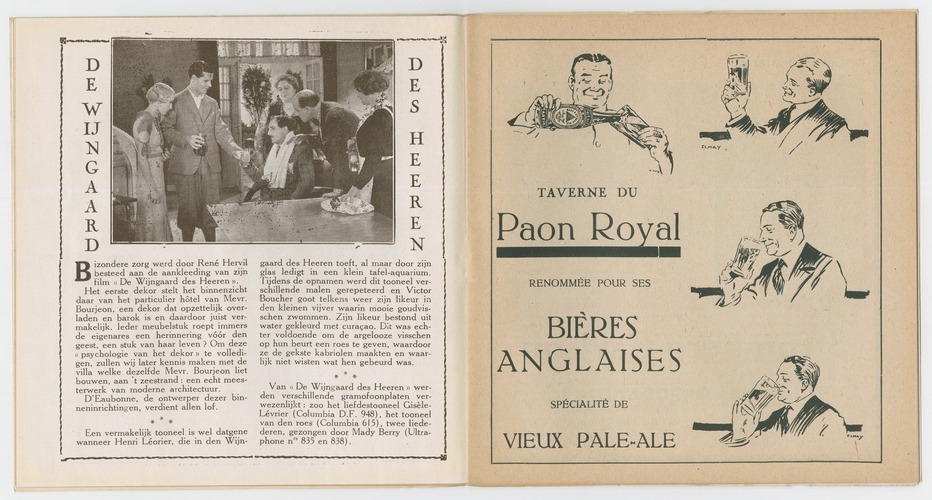 DE WIJNGAARD
DES HEEREN
Bizondere zorg werd door René Hervil
besteed aan de aankleeding van zijn
film « De Wijngaard des Heeren ».
Het eerste dekor stelt het binnenzicht
daar van het particulier hôtel van Mevr.
Bourjeon, een dekor dat opzettelijk over-
laden en barok is en daardoor juist ver-
makelijk. Ieder meubelstuk roept immers
de eigenares een herinnering vóór den
geest, een stuk van haar leven ? Om deze
« psychologie van het dekor » te volledi-
gen, zullen wij later kennis maken met de
villa welke dezelfde Mevr. Bourjeon liet
bouwen, aan 't zeestrand : een echt mees-
terwerk van moderne architectuur.
D'Eaubonne, de ontwerper dezer bin-
neninrichtingen, verdient allen lof.
* * *
Een vermakelijk tooneel is wel datgene
wanneer Henri Léorier, die in den Wijn-
gaard des Heeren toeft, al maar door zijn
glas ledigt in een klein tafel-aquarium.
Tijdens de opnamen werd dit tooneel ver-
schillende malen gerepeteerd en Victor
Boucher goot telkens weer zijn likeur in
den kleinen vijver waarin mooie goudvis-
schen zwommen. Zijn likeur bestond uit
water gekleurd met curaçao. Dit was ech-
ter voldoende om de argelooze visschen
op hun beurt een roes te geven, waardoor
ze de gekste kabriolen maakten en waar-
lijk niet wisten wat hen gebeurd was.
* * *
Van « De Wijngaard des Heeren » wer-
den verschillende gramofoonplaten ver-
wezenlijkt : zoo het liefdestooneel Gisèle-
Lévrier (Columbia D.F. 948), het tooneel
van den roes (Columbia 615), twee liede-
deren, gezongen door Mady Berry (Ultra-
phone nrs 835 en 838).
ELMAY.
TAVERNE DU
Paon Royal
RENOMMÉE POUR SES
BIÈRES
ANGLAISES
SPÉCIALITÉ DE
VIEUX PALE-ALE
ELMAY